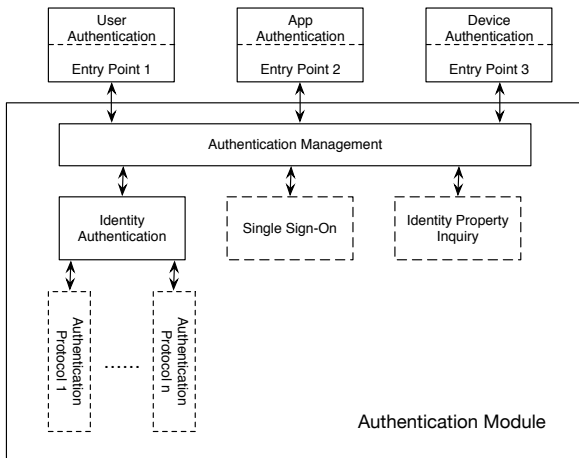 User
Authentication
Entry Point 1
App
Authentication
Entry Point 2
Device
Authentication
Entry Point 3
Authentication Management
Identity
Authentication
Single Sign-On
Identity Property
Inquiry
Authentication
Protocol 1
......
Authentication
Protocol n
Authentication Module